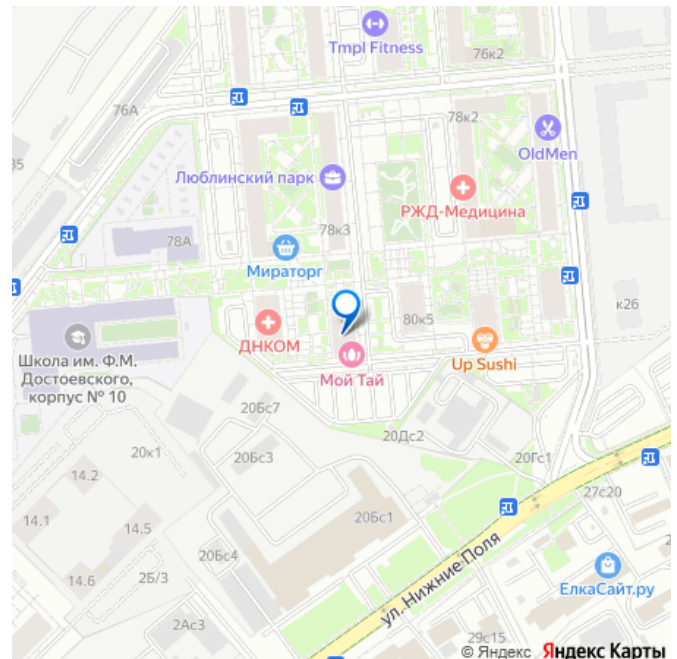 Tmpl Fitness
76к2
76А
78к2
OldMen
35
Люблинский парк
РЖД-Медицина
78к3
78А
Мираторг
к26
80к5
ДНКОМ
Up Sushi
Школа им. Ф.М.
Достоевского,
корпус № 10
Мой Тай
20Бс7
20Дс2
20к1
20Бс3
20Гс1
14.2
27с20
14.1
14.5
20Бс1
ул. Нижние Поля
20Бс4
2Б/3
14.6
ЕлкаСайт.ру
2Ас3
29с15
© Яндекс Яндекс Карты